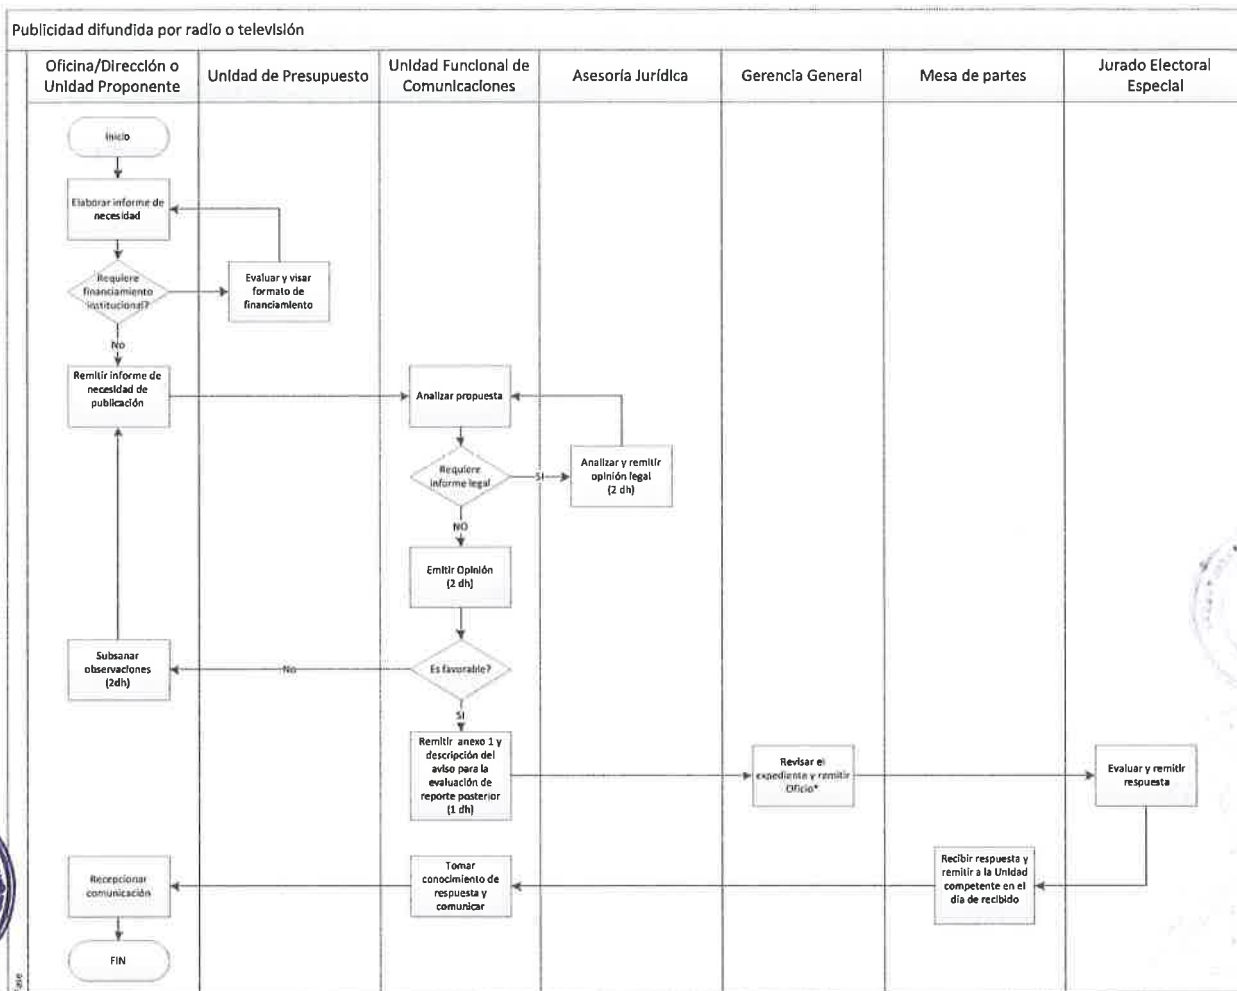 Publicidad difundida por radio o televisión
Oficina/Dirección o
Unidad Proponente
Unidad de Presupuesto
Unidad Funcional de
Comunicaciones
Asesoría Jurídica
Gerencia General
Mesa de partes
Jurado Electoral
Especial
Inicio
Elaborar informe de
necesidad
Requiere
financiamiento
institucional?
Evaluar y visar
formato de
financiamiento
No
Remitir informe de
necesidad de
publicación
Analizar propuesta
Requiere
informe legal
SI
Analizar y remitir
opinión legal
(2 dh)
NO
Emitir Opinión
(2 dh)
Es favorable?
No
Subsanar
observaciones
(2dh)
SI
Remitir anexo 1 y
descripción del
aviso para la
evaluación de
reporte posterior
(1 dh)
Revisar el
expediente y remitir
Oficio*
Evaluar y remitir
respuesta
Recibir respuesta y
remitir a la Unidad
competente en el
día de recibido
Tomar
conocimiento de
respuesta y
comunicar
Recepcionar
comunicación
FIN
Fase